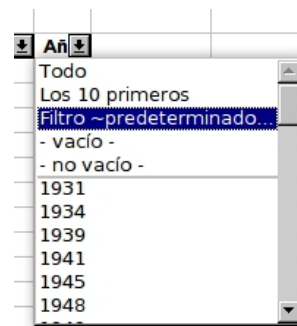 Añ
Todo
Los 10 primeros
Filtro ~predeterminado...
- vacío -
- no vacío -
1931
1934
1939
1941
1945
1948